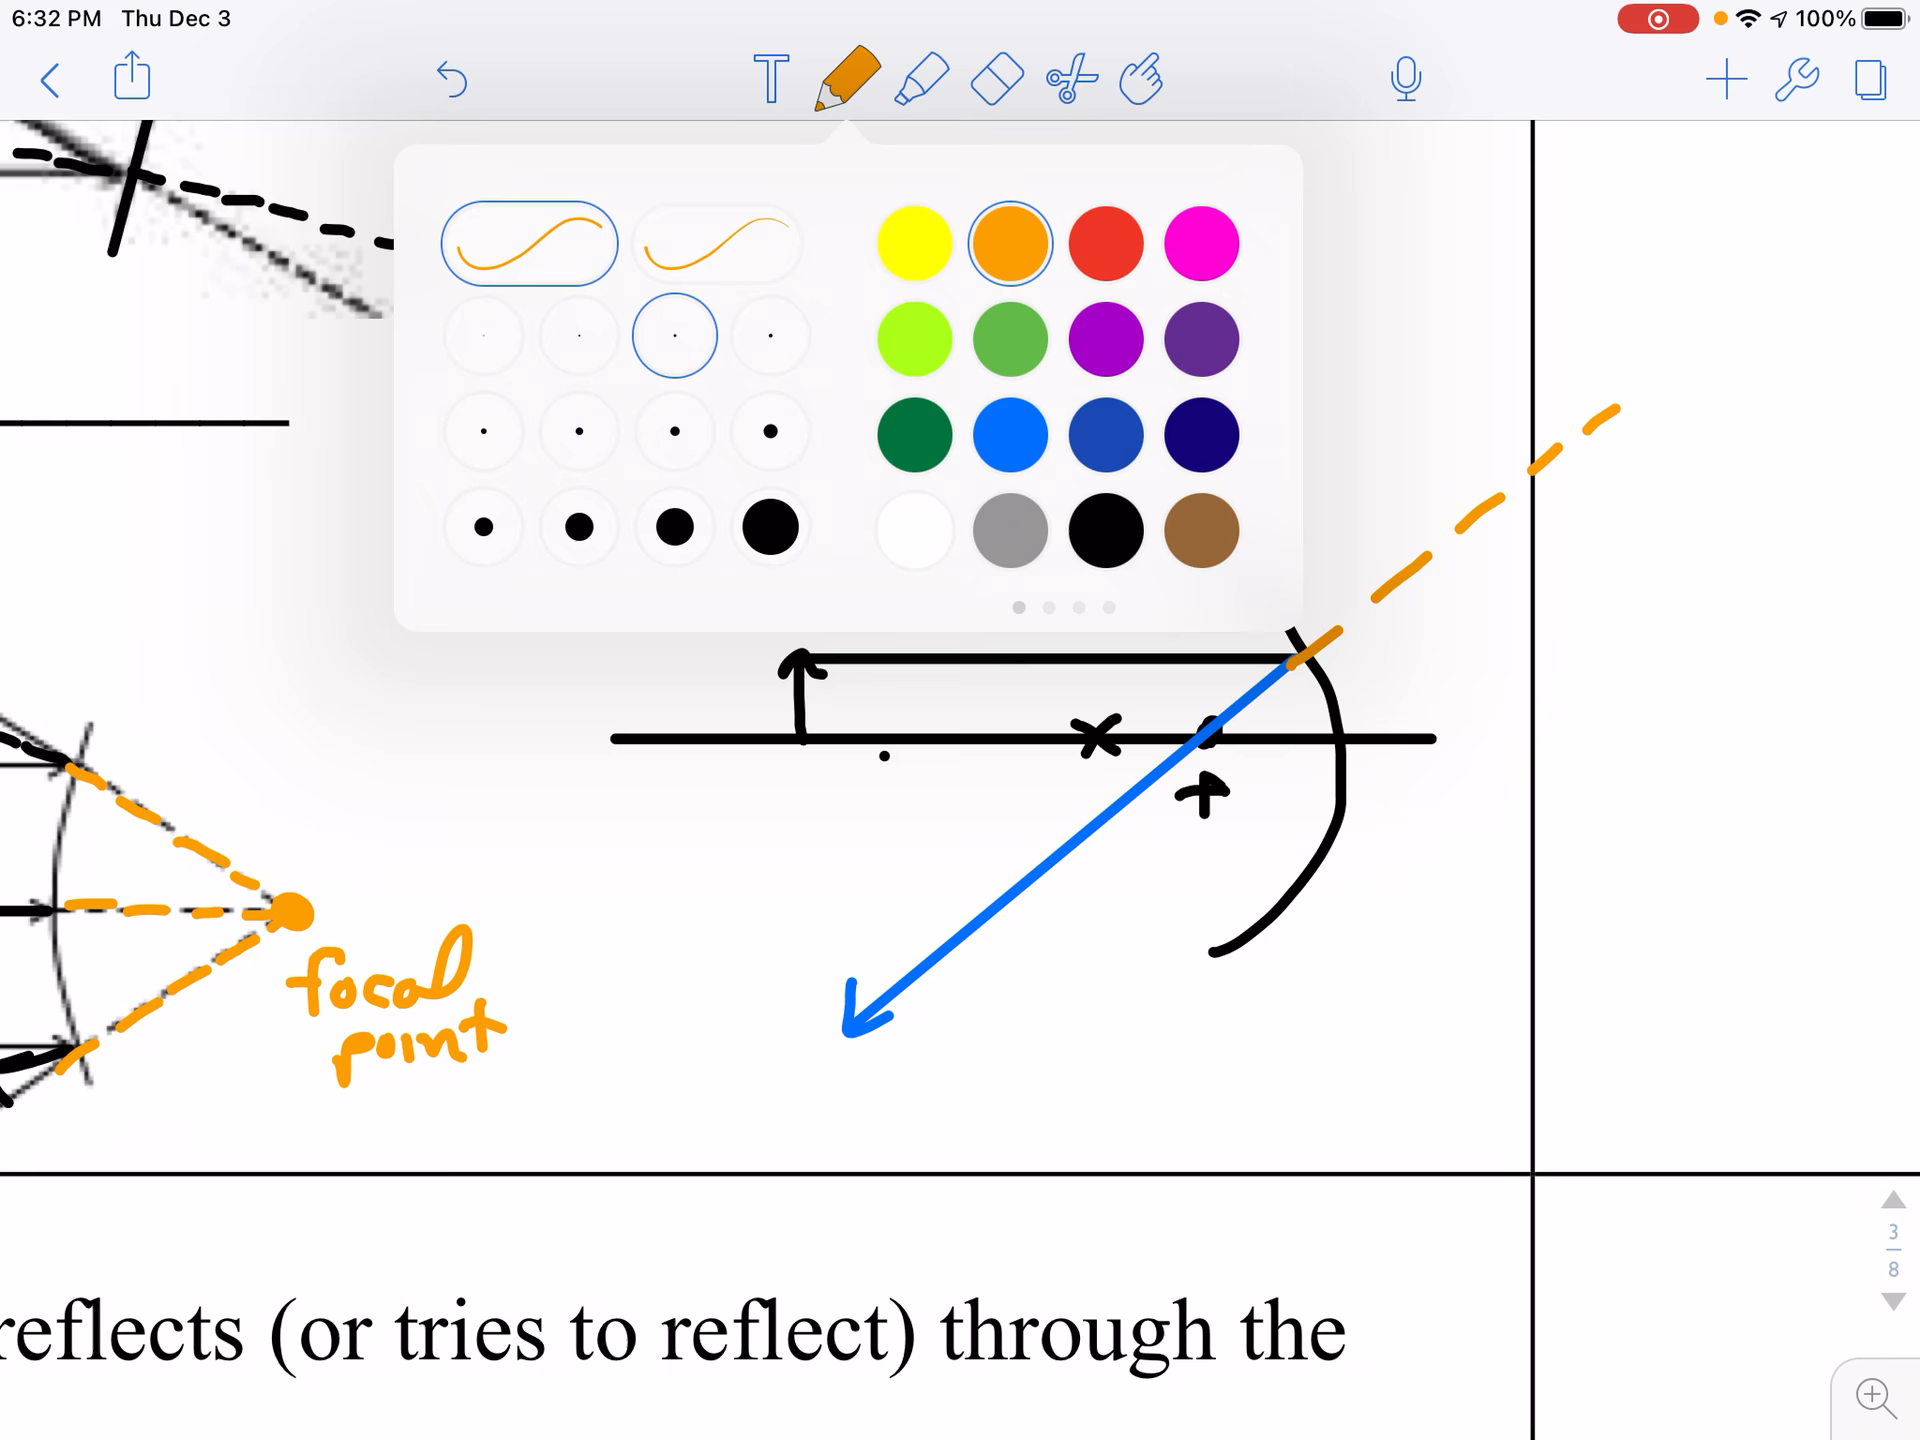 6:32 PM Thu Dec 3
100%
T
focal
point
3
8
reflects (or tries to reflect) through the